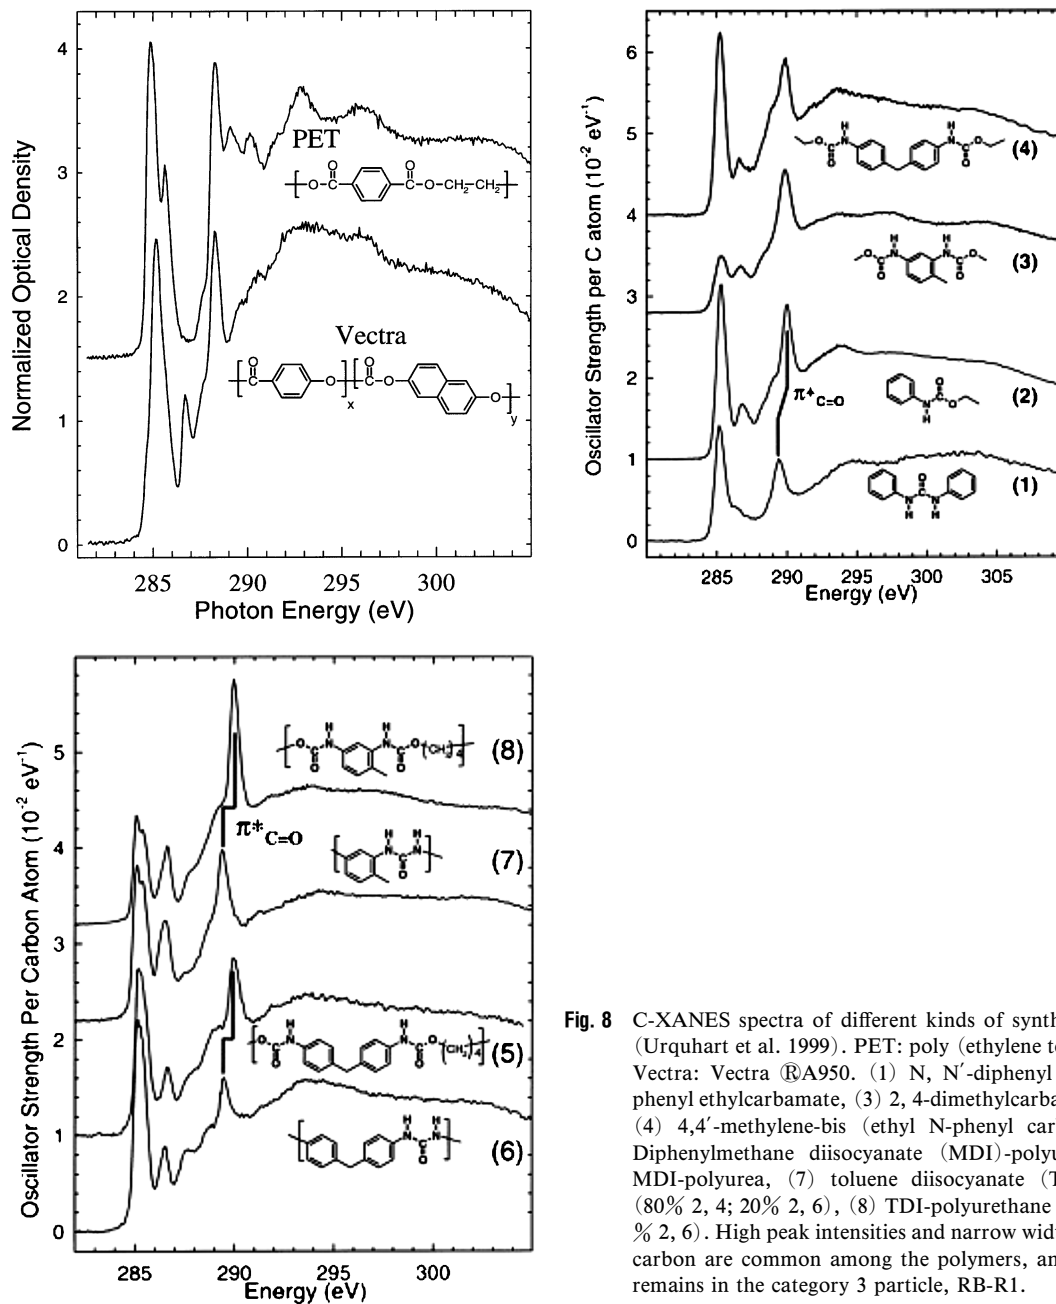 4
3
2
1
0
Normalized Optical Density
PET
Vectra
285 290 295 300
Photon Energy (eV)
6
5
4
3
2
1
0
Oscillator Strength per C atom (10⁻² eV⁻¹)
(4)
(3)
(2)
(1)
π* C=O
285 290 295 300 305
Energy (eV)
5
4
3
2
1
0
Oscillator Strength Per Carbon Atom (10⁻² eV⁻¹)
(8)
π* C=O
(7)
(5)
(6)
285 290 295 300
Energy (eV)
Fig. 8 C-XANES spectra of different kinds of synth
(Urquhart et al. 1999). PET: poly (ethylene te
Vectra: Vectra ®A950. (1) N, N′-diphenyl
phenyl ethylcarbamate, (3) 2, 4-dimethylcarba
(4) 4,4′-methylene-bis (ethyl N-phenyl car
Diphenylmethane diisocyanate (MDI)-polyu
MDI-polyurea, (7) toluene diisocyanate (T
(80% 2, 4; 20% 2, 6), (8) TDI-polyurethane
% 2, 6). High peak intensities and narrow widt
carbon are common among the polymers, an
remains in the category 3 particle, RB-R1.